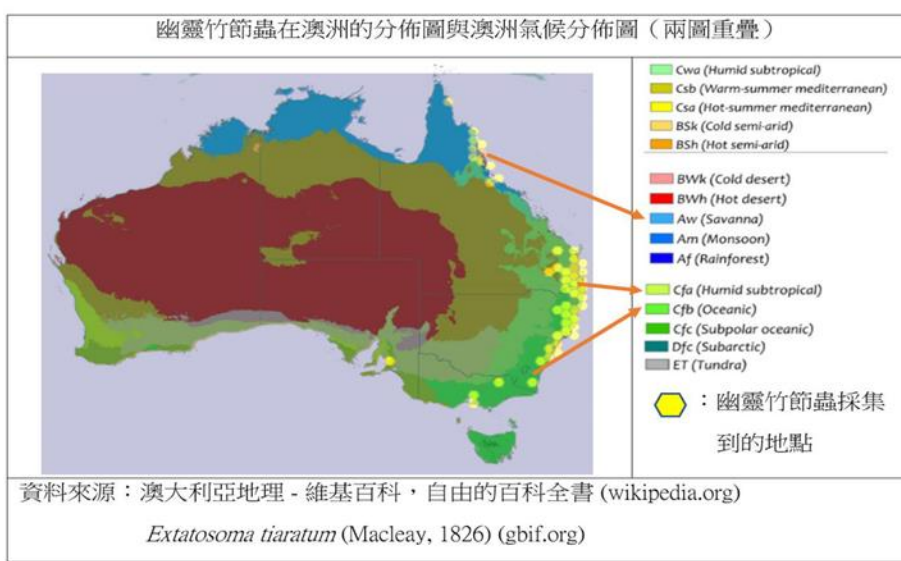 幽靈竹節蟲在澳洲的分佈圖與澳洲氣候分佈圖（兩圖重疊）
Cwa (Humid subtropical)
Csb (Warm-summer mediterranean)
Csa (Hot-summer mediterranean)
BSk (Cold semi-arid)
BSh (Hot semi-arid)
BWk (Cold desert)
BWh (Hot desert)
Aw (Savanna)
Am (Monsoon)
Af (Rainforest)
Cfa (Humid subtropical)
Cfb (Oceanic)
Cfc (Subpolar oceanic)
Dfc (Subarctic)
ET (Tundra)
：幽靈竹節蟲採集
到的地點
資料來源：澳大利亞地理 - 維基百科，自由的百科全書 (wikipedia.org)
Extatosoma tiaratum (Macleay, 1826) (gbif.org)